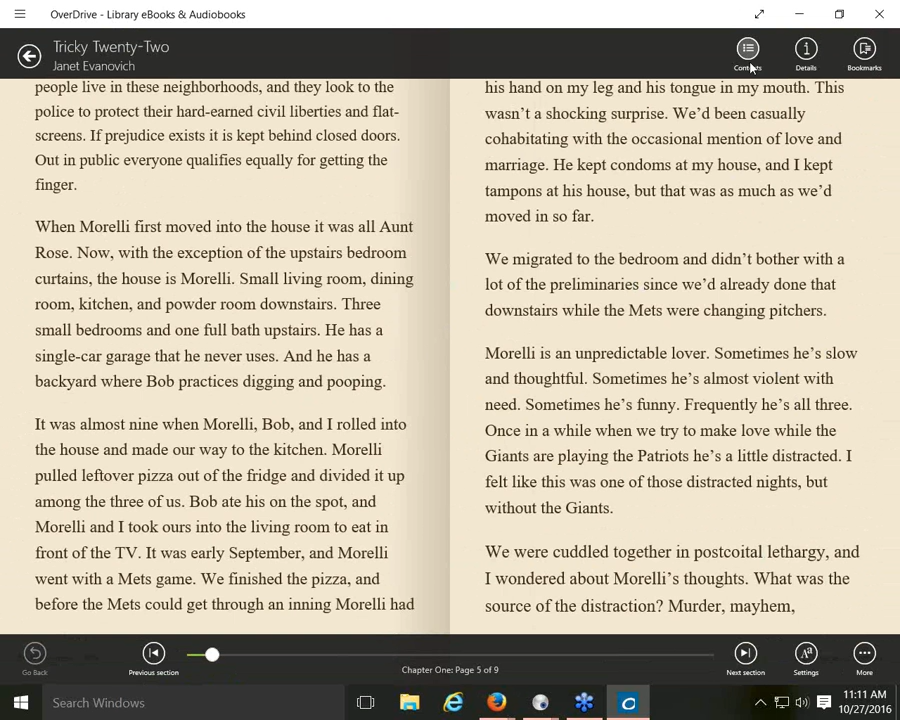 OverDrive - Library eBooks & Audiobooks
Tricky Twenty-Two
Janet Evanovich
Contents
Details
Bookmarks
people live in these neighborhoods, and they look to the
police to protect their hard-earned civil liberties and flat-
screens. If prejudice exists it is kept behind closed doors.
Out in public everyone qualifies equally for getting the
finger.
When Morelli first moved into the house it was all Aunt
Rose. Now, with the exception of the upstairs bedroom
curtains, the house is Morelli. Small living room, dining
room, kitchen, and powder room downstairs. Three
small bedrooms and one full bath upstairs. He has a
single-car garage that he never uses. And he has a
backyard where Bob practices digging and pooping.
It was almost nine when Morelli, Bob, and I rolled into
the house and made our way to the kitchen. Morelli
pulled leftover pizza out of the fridge and divided it up
among the three of us. Bob ate his on the spot, and
Morelli and I took ours into the living room to eat in
front of the TV. It was early September, and Morelli
went with a Mets game. We finished the pizza, and
before the Mets could get through an inning Morelli had
his hand on my leg and his tongue in my mouth. This
wasn't a shocking surprise. We'd been casually
cohabitating with the occasional mention of love and
marriage. He kept condoms at my house, and I kept
tampons at his house, but that was as much as we'd
moved in so far.
We migrated to the bedroom and didn't bother with a
lot of the preliminaries since we'd already done that
downstairs while the Mets were changing pitchers.
Morelli is an unpredictable lover. Sometimes he's slow
and thoughtful. Sometimes he's almost violent with
need. Sometimes he's funny. Frequently he's all three.
Once in a while when we try to make love while the
Giants are playing the Patriots he's a little distracted. I
felt like this was one of those distracted nights, but
without the Giants.
We were cuddled together in postcoital lethargy, and
I wondered about Morelli's thoughts. What was the
source of the distraction? Murder, mayhem,
Go Back
Previous section
Chapter One: Page 5 of 9
Next section
Settings
More
Search Windows
11:11 AM
10/27/2016